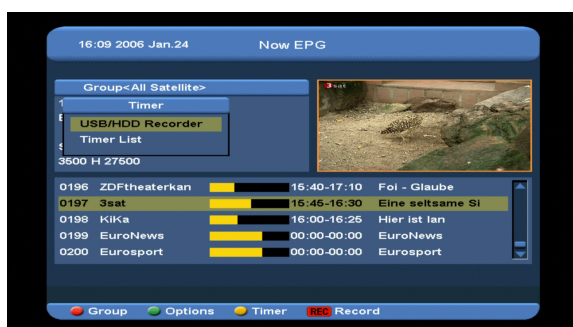 16:09 2006 Jan.24 Now EPG
Group<All Satellite>
Timer
USB/HDD Recorder
Timer List
3500 H 27500
3sat
0196 ZDFtheaterkan 15:40-17:10 Foi - Glaube
0197 3sat 15:45-16:30 Eine seltsame Si
0198 KiKa 16:00-16:25 Hier ist Ian
0199 EuroNews 00:00-00:00 EuroNews
0200 Eurosport 00:00-00:00 Eurosport
Group Options Timer REC Record